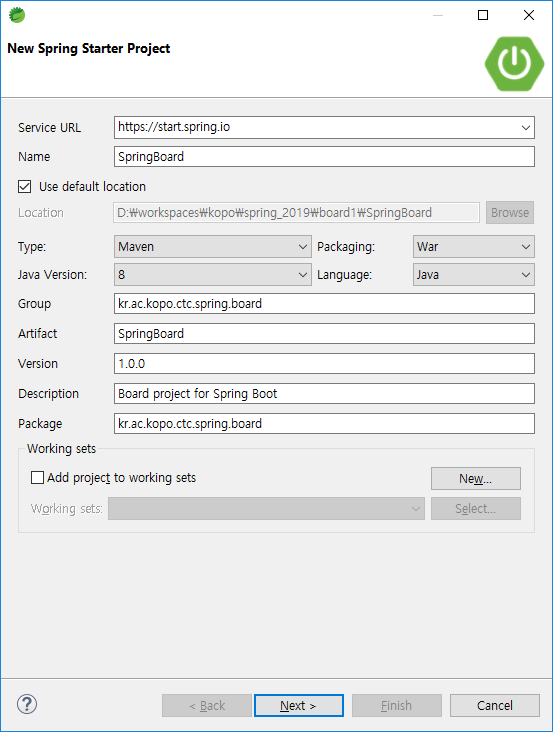 New Spring Starter Project
Service URL https://start.spring.io
Name SpringBoard
Use default location
Location D:₩workspaces₩kopo₩spring_2019₩board1₩SpringBoard Browse
Type: Maven Packaging: War
Java Version: 8 Language: Java
Group kr.ac.kopo.ctc.spring.board
Artifact SpringBoard
Version 1.0.0
Description Board project for Spring Boot
Package kr.ac.kopo.ctc.spring.board
Working sets
Add project to working sets New...
Working sets: Select...
? < Back Next > Finish Cancel